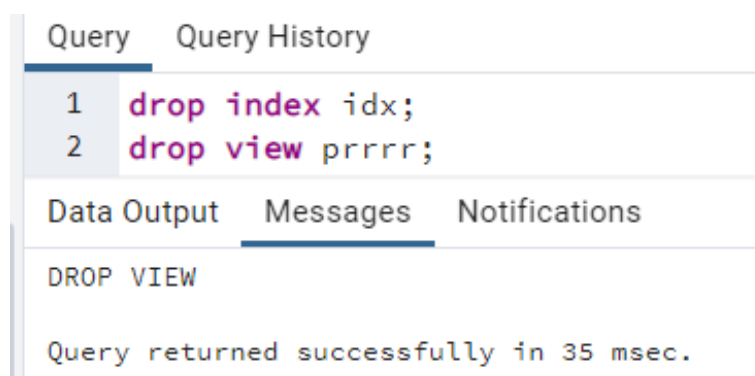 Query Query History
1 drop index idx;
2 drop view prrrr;
Data Output Messages Notifications
DROP VIEW
Query returned successfully in 35 msec.